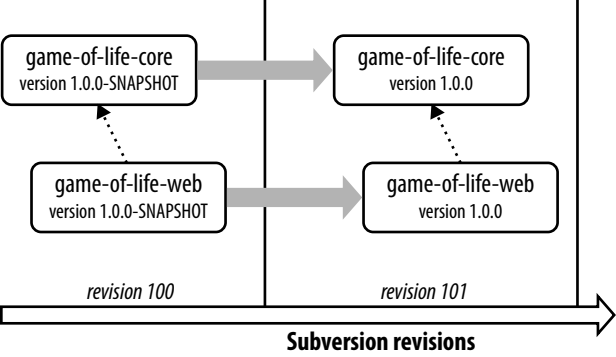 game-of-life-core
version 1.0.0-SNAPSHOT
game-of-life-core
version 1.0.0
game-of-life-web
version 1.0.0-SNAPSHOT
game-of-life-web
version 1.0.0
revision 100
revision 101
Subversion revisions